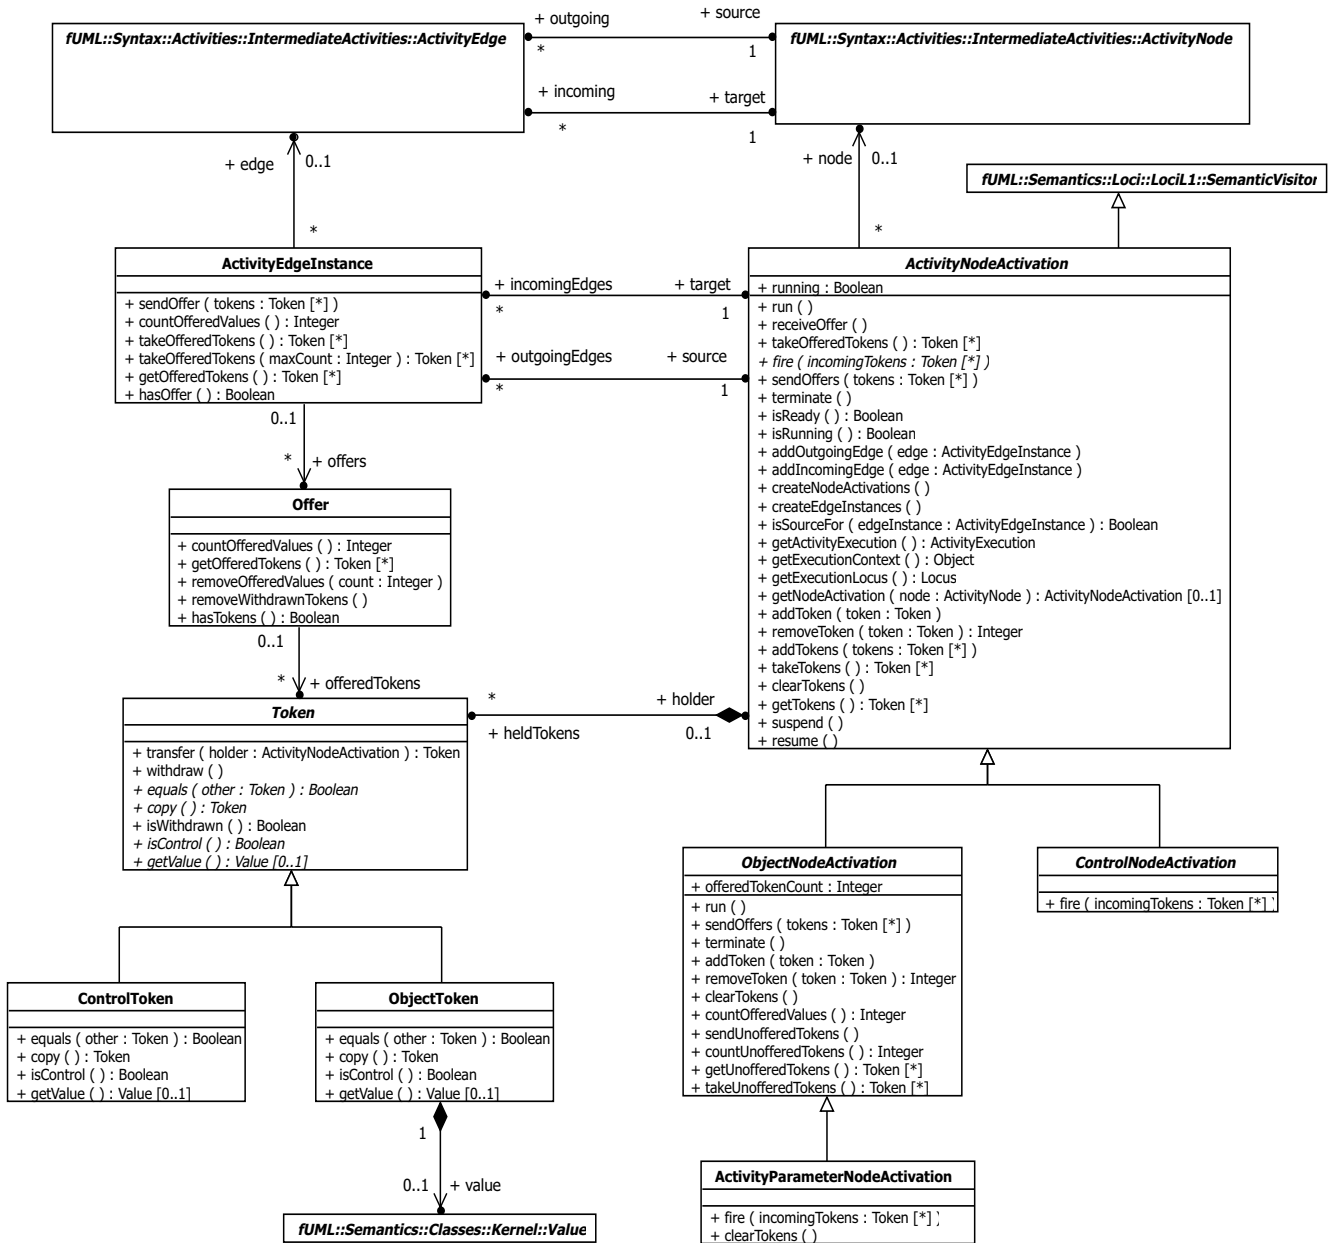 + outgoing
+ source
fUML::Syntax::Activities::IntermediateActivities::ActivityEdge
*
1
fUML::Syntax::Activities::IntermediateActivities::ActivityNode
+ incoming
+ target
*
1
+ edge
0..1
*
+ node
0..1
*
fUML::Semantics::Loci::LociL1::SemanticVisitor
ActivityEdgeInstance
+ sendOffer ( tokens : Token [*] )
+ countOfferedValues ( ) : Integer
+ takeOfferedTokens ( ) : Token [*]
+ takeOfferedTokens ( maxCount : Integer ) : Token [*]
+ getOfferedTokens ( ) : Token [*]
+ hasOffer ( ) : Boolean
+ incomingEdges
+ target
*
1
+ outgoingEdges
+ source
*
1
ActivityNodeActivation
+ running : Boolean
+ run ( )
+ receiveOffer ( )
+ takeOfferedTokens ( ) : Token [*]
+ fire ( incomingTokens : Token [*] )
+ sendOffers ( tokens : Token [*] )
+ terminate ( )
+ isReady ( ) : Boolean
+ isRunning ( ) : Boolean
+ addOutgoingEdge ( edge : ActivityEdgeInstance )
+ addIncomingEdge ( edge : ActivityEdgeInstance )
+ createNodeActivations ( )
+ createEdgeInstances ( )
+ isSourceFor ( edgeInstance : ActivityEdgeInstance ) : Boolean
+ getActivityExecution ( ) : ActivityExecution
+ getExecutionContext ( ) : Object
+ getExecutionLocus ( ) : Locus
+ getNodeActivation ( node : ActivityNode ) : ActivityNodeActivation [0..1]
+ addToken ( token : Token )
+ removeToken ( token : Token ) : Integer
+ addTokens ( tokens : Token [*] )
+ takeTokens ( ) : Token [*]
+ clearTokens ( )
+ getTokens ( ) : Token [*]
+ suspend ( )
+ resume ( )
0..1
*
+ offers
Offer
+ countOfferedValues ( ) : Integer
+ getOfferedTokens ( ) : Token [*]
+ removeOfferedValues ( count : Integer )
+ removeWithdrawnTokens ( )
+ hasTokens ( ) : Boolean
0..1
*
+ offeredTokens
Token
+ transfer ( holder : ActivityNodeActivation ) : Token
+ withdraw ( )
+ equals ( other : Token ) : Boolean
+ copy ( ) : Token
+ isWithdrawn ( ) : Boolean
+ isControl ( ) : Boolean
+ getValue ( ) : Value [0..1]
*
+ holder
+ heldTokens
0..1
ObjectNodeActivation
+ offeredTokenCount : Integer
+ run ( )
+ sendOffers ( tokens : Token [*] )
+ terminate ( )
+ addToken ( token : Token )
+ removeToken ( token : Token ) : Integer
+ clearTokens ( )
+ countOfferedValues ( ) : Integer
+ sendUnofferedTokens ( )
+ countUnofferedTokens ( ) : Integer
+ getUnofferedTokens ( ) : Token [*]
+ takeUnofferedTokens ( ) : Token [*]
ControlNodeActivation
+ fire ( incomingTokens : Token [*] )
ControlToken
+ equals ( other : Token ) : Boolean
+ copy ( ) : Token
+ isControl ( ) : Boolean
+ getValue ( ) : Value [0..1]
ObjectToken
+ equals ( other : Token ) : Boolean
+ copy ( ) : Token
+ isControl ( ) : Boolean
+ getValue ( ) : Value [0..1]
1
0..1
+ value
fUML::Semantics::Classes::Kernel::Value
ActivityParameterNodeActivation
+ fire ( incomingTokens : Token [*] )
+ clearTokens ( )